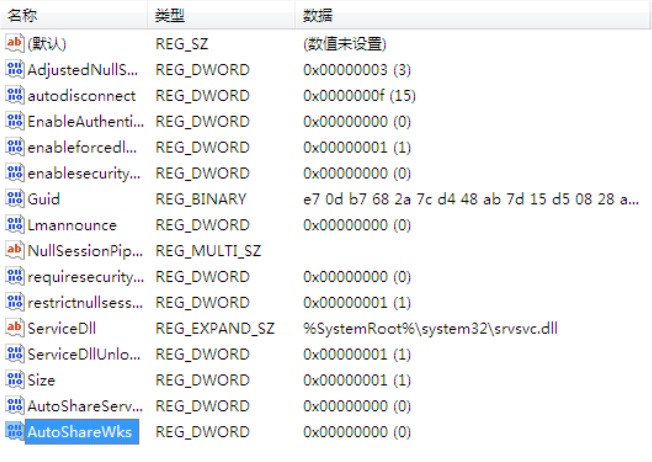 名称 类型 数据
(默认) REG_SZ (数值未设置)
AdjustedNullS... REG_DWORD 0x00000003 (3)
autodisconnect REG_DWORD 0x0000000f (15)
EnableAuthenti... REG_DWORD 0x00000000 (0)
enableforcedl... REG_DWORD 0x00000001 (1)
enablesecurity... REG_DWORD 0x00000000 (0)
Guid REG_BINARY e7 0d b7 68 2a 7c d4 48 ab 7d 15 d5 08 28 a...
Lmannounce REG_DWORD 0x00000000 (0)
NullSessionPip... REG_MULTI_SZ
requiresecurity... REG_DWORD 0x00000000 (0)
restrictnullsess... REG_DWORD 0x00000001 (1)
ServiceDll REG_EXPAND_SZ %SystemRoot%\system32\srvsvc.dll
ServiceDllUnlo... REG_DWORD 0x00000001 (1)
Size REG_DWORD 0x00000001 (1)
AutoShareServ... REG_DWORD 0x00000000 (0)
AutoShareWks REG_DWORD 0x00000000 (0)